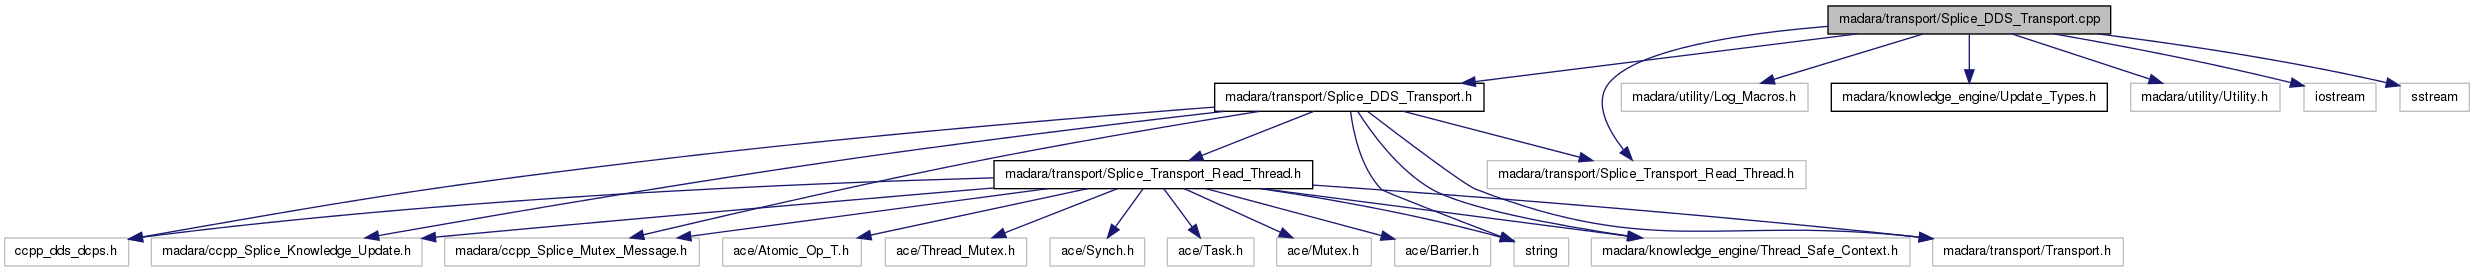 madara/transport/Splice_DDS_Transport.cpp
madara/transport/Splice_DDS_Transport.h
madara/utility/Log_Macros.h
madara/knowledge_engine/Update_Types.h
madara/utility/Utility.h
iostream
sstream
madara/transport/Splice_Transport_Read_Thread.h
madara/transport/Splice_Transport_Read_Thread.h
ccpp_dds_dcps.h
madara/ccpp_Splice_Knowledge_Update.h
madara/ccpp_Splice_Mutex_Message.h
ace/Atomic_Op_T.h
ace/Thread_Mutex.h
ace/Synch.h
ace/Task.h
ace/Mutex.h
ace/Barrier.h
string
madara/knowledge_engine/Thread_Safe_Context.h
madara/transport/Transport.h